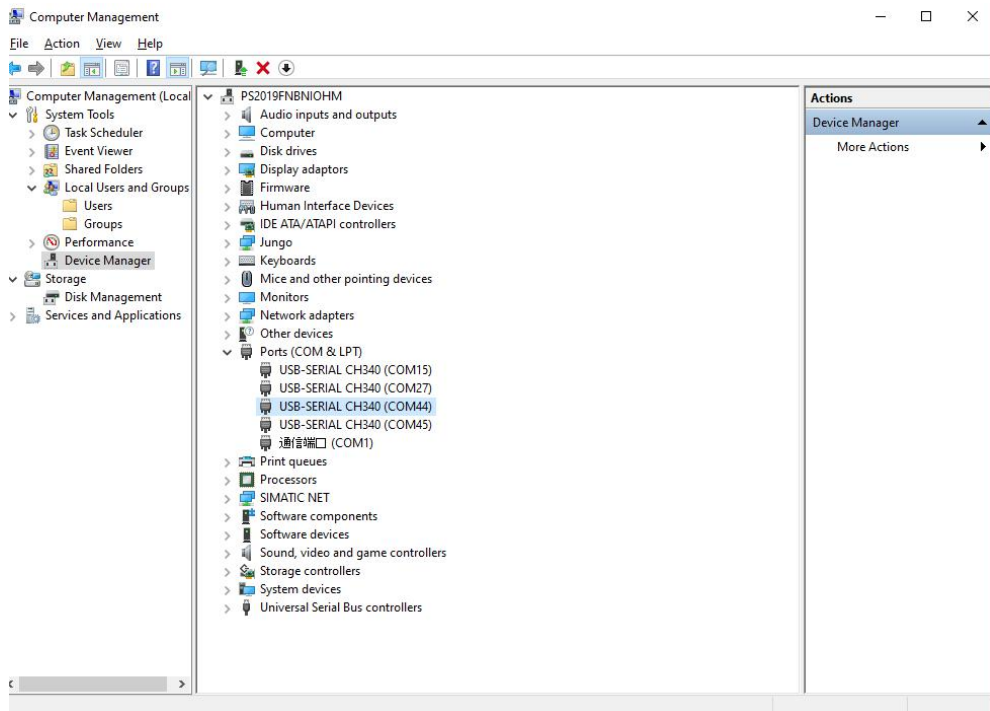 Computer Management
File Action View Help
Computer Management (Local
System Tools
Task Scheduler
Event Viewer
Shared Folders
Local Users and Groups
Users
Groups
Performance
Device Manager
Storage
Disk Management
Services and Applications
PS2019FNBNIOHM
Audio inputs and outputs
Computer
Disk drives
Display adaptors
Firmware
Human Interface Devices
IDE ATA/ATAPI controllers
Jungo
Keyboards
Mice and other pointing devices
Monitors
Network adapters
Other devices
Ports (COM & LPT)
USB-SERIAL CH340 (COM15)
USB-SERIAL CH340 (COM27)
USB-SERIAL CH340 (COM44)
USB-SERIAL CH340 (COM45)
通信端口 (COM1)
Print queues
Processors
SIMATIC NET
Software components
Software devices
Sound, video and game controllers
Storage controllers
System devices
Universal Serial Bus controllers
Actions
Device Manager
More Actions